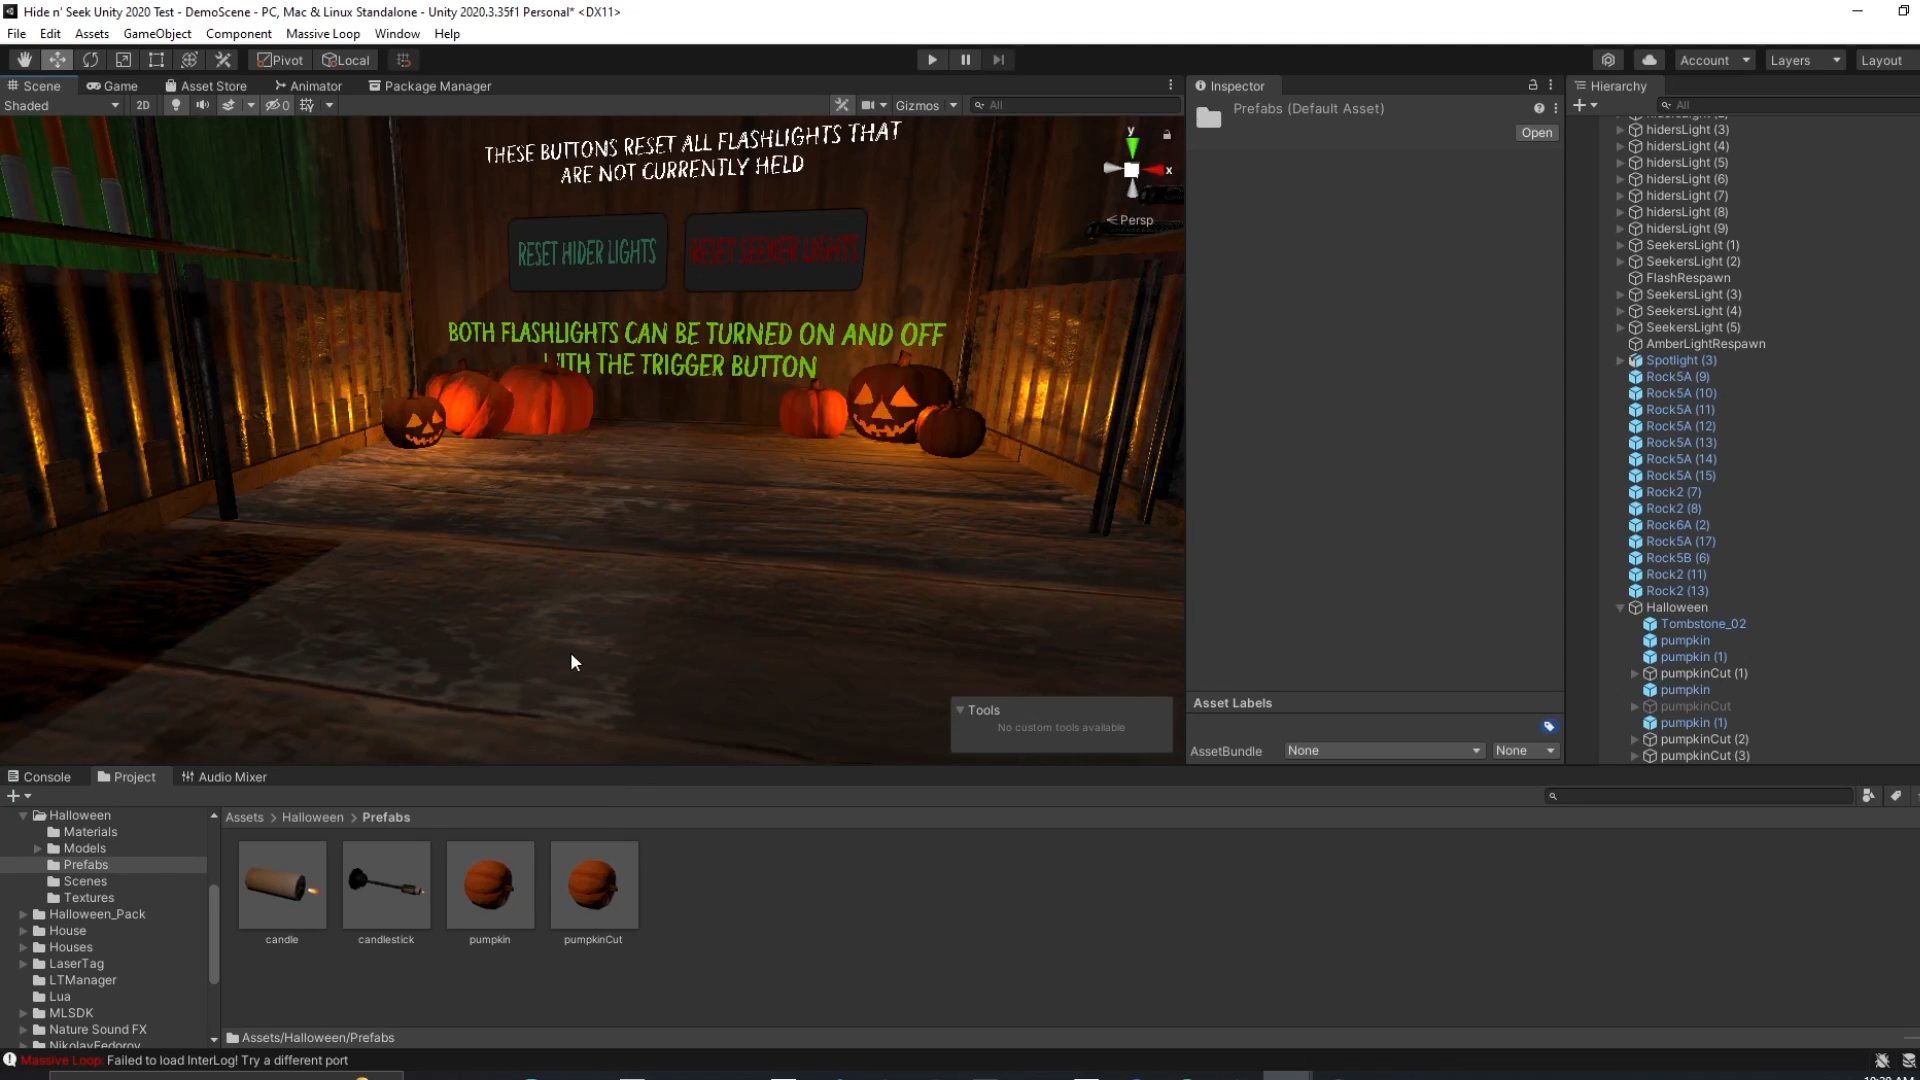 Hide n' Seek Unity 2020 Test - DemoScene - PC, Mac & Linux Standalone - Unity 2020.3.35f1 Personal* <DX11>
File Edit Assets GameObject Component Massive Loop Window Help
Pivot Local Account Layers Layout
Scene Game Asset Store Animator Package Manager
Shaded 2D 0 Gizmos All
THESE BUTTONS RESET ALL FLASHLIGHTS THAT
ARE NOT CURRENTLY HELD
RESET HIDER LIGHTS
RESET SEEKER LIGHTS
BOTH FLASHLIGHTS CAN BE TURNED ON AND OFF
WITH THE TRIGGER BUTTON
y
x
Persp
Tools
No custom tools available
Inspector
Prefabs (Default Asset)
Open
Asset Labels
AssetBundle None None
Hierarchy
All
hidersLight (3)
hidersLight (4)
hidersLight (5)
hidersLight (6)
hidersLight (7)
hidersLight (8)
hidersLight (9)
SeekersLight (1)
SeekersLight (2)
FlashRespawn
SeekersLight (3)
SeekersLight (4)
SeekersLight (5)
AmberLightRespawn
Spotlight (3)
Rock5A (9)
Rock5A (10)
Rock5A (11)
Rock5A (12)
Rock5A (13)
Rock5A (14)
Rock5A (15)
Rock2 (7)
Rock2 (8)
Rock6A (2)
Rock5A (17)
Rock5B (6)
Rock2 (11)
Rock2 (13)
Halloween
Tombstone_02
pumpkin
pumpkin (1)
pumpkinCut (1)
pumpkin
pumpkinCut
pumpkin (1)
pumpkinCut (2)
pumpkinCut (3)
Console Project Audio Mixer
Halloween
Materials
Models
Prefabs
Scenes
Textures
Halloween_Pack
House
Houses
LaserTag
LTManager
Lua
MLSDK
Nature Sound FX
NikolayFedorov
Assets > Halloween > Prefabs
candle
candlestick
pumpkin
pumpkinCut
Assets/Halloween/Prefabs
Massive Loop: Failed to load InterLog! Try a different port